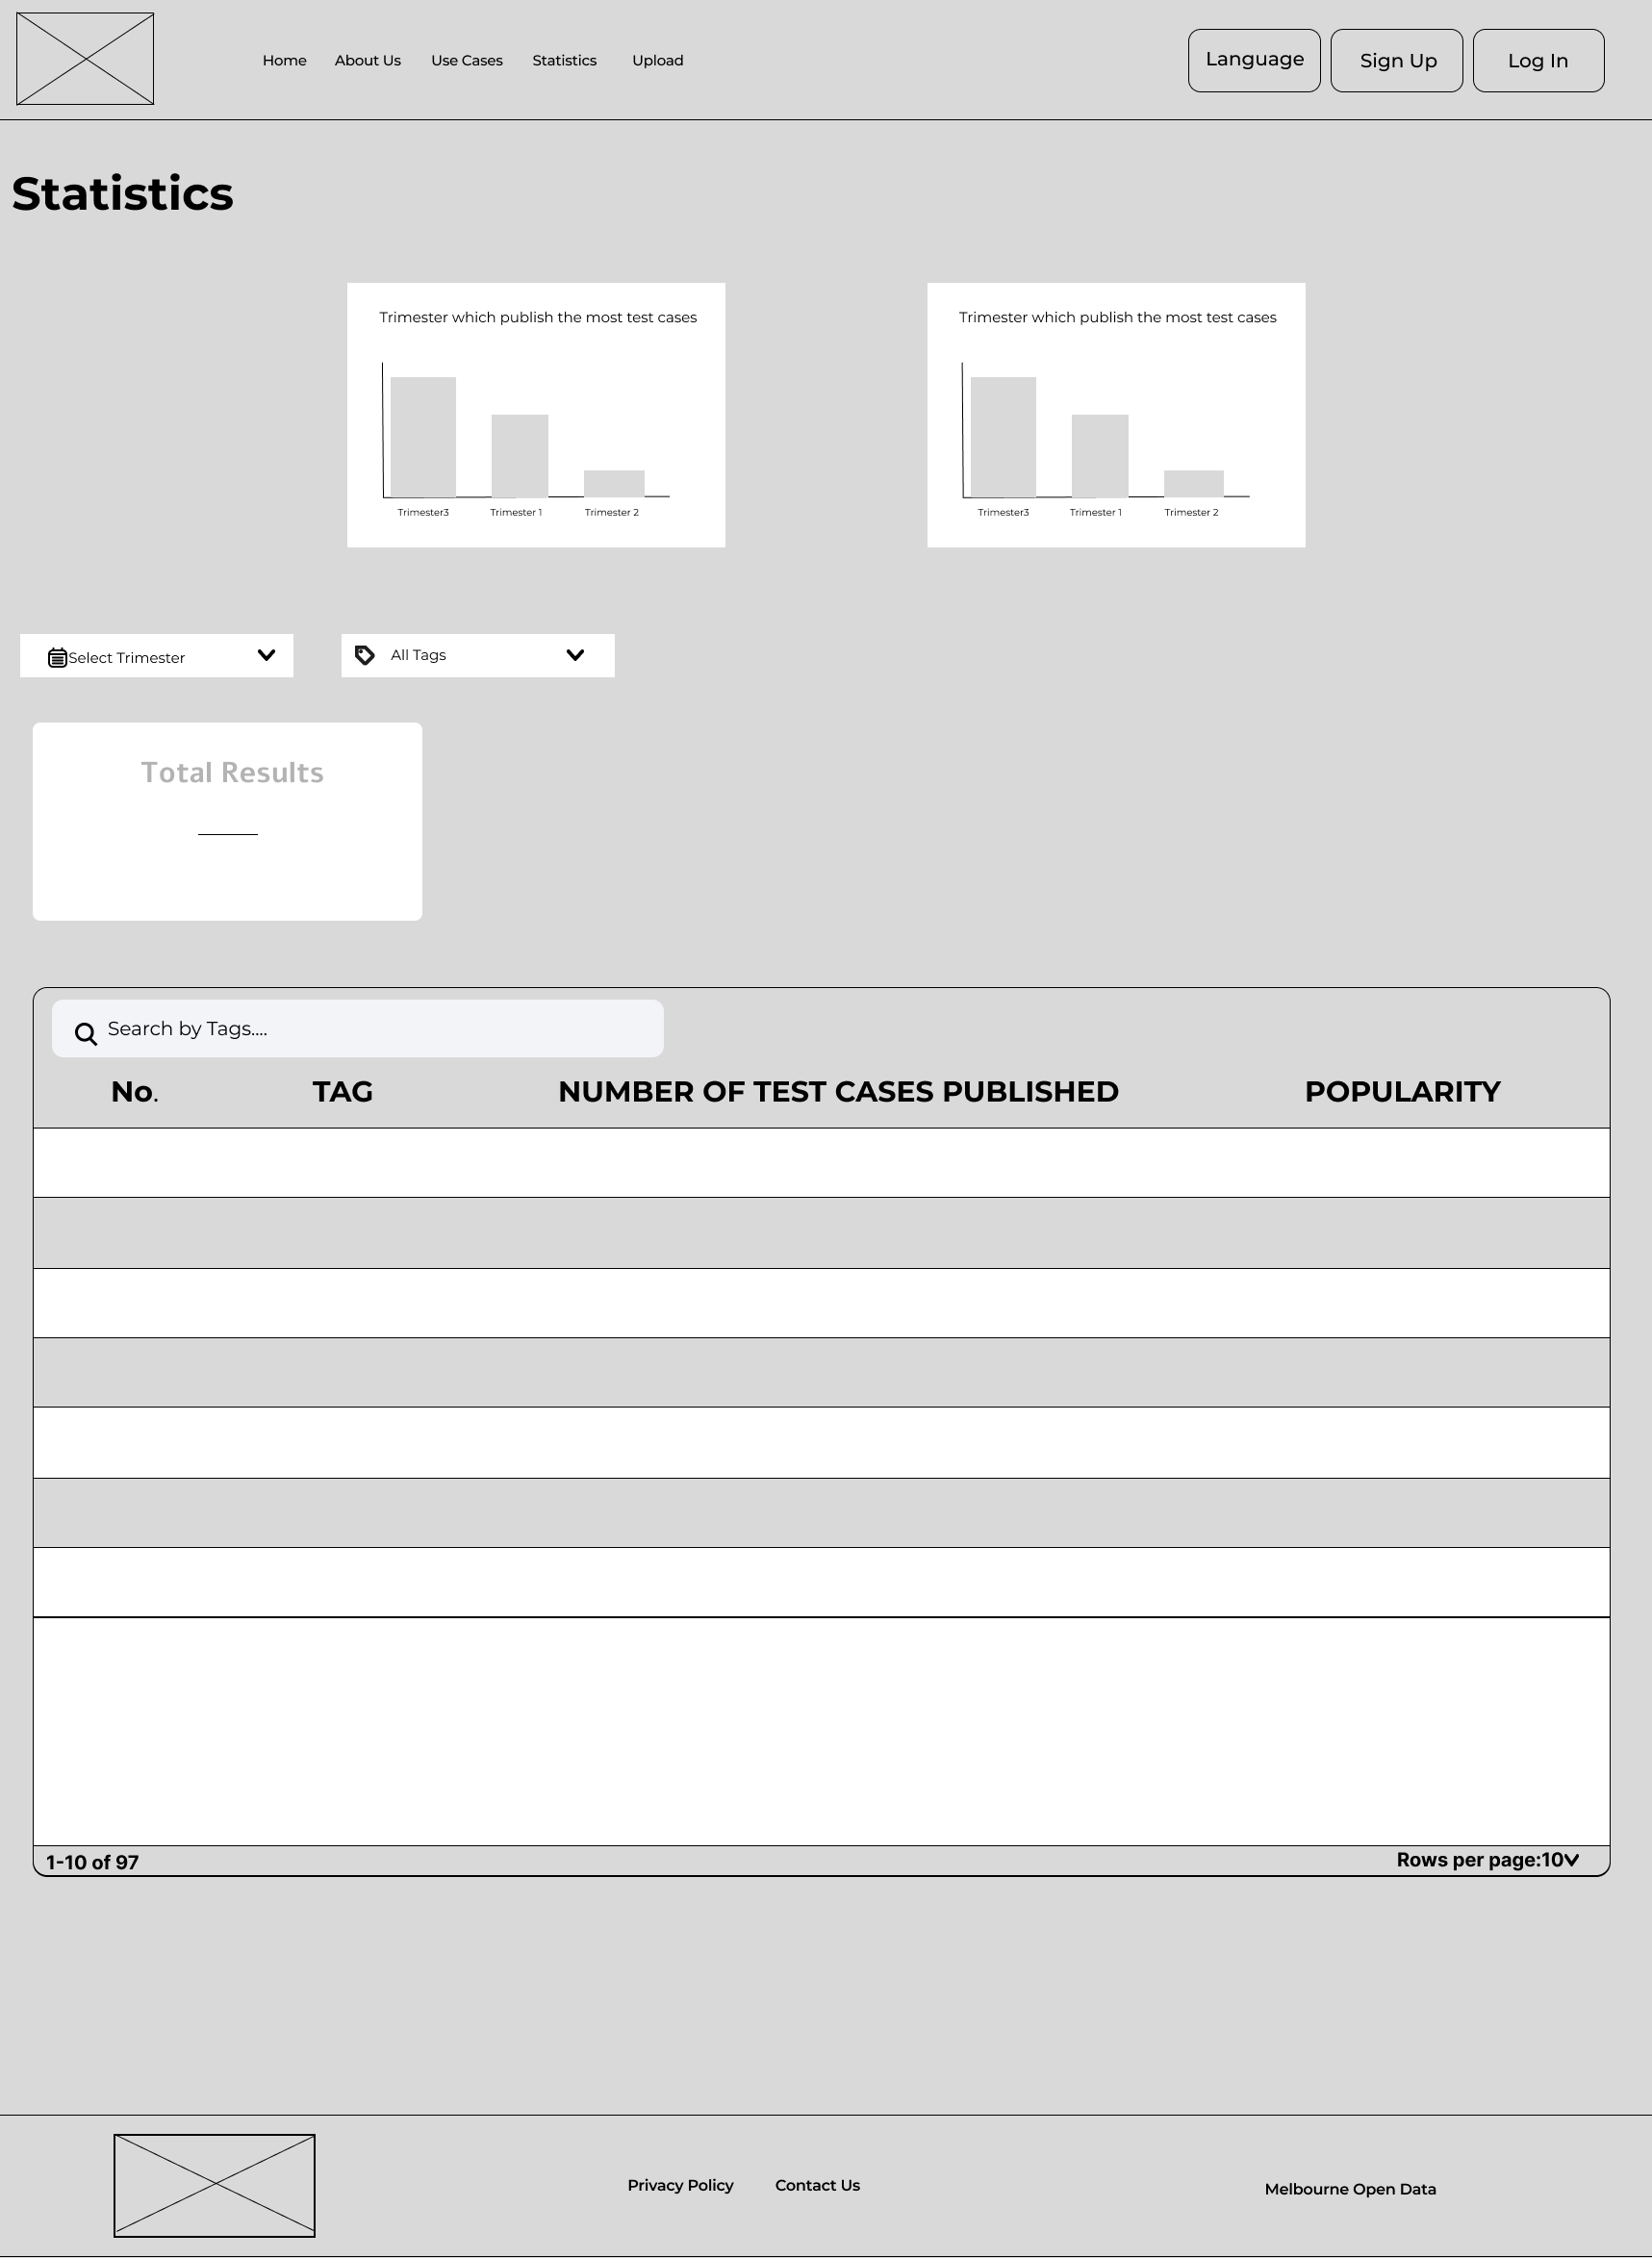 Home About Us Use Cases Statistics Upload Language Sign Up Log In
Statistics
Trimester which publish the most test cases
Trimester3 Trimester 1 Trimester 2
Trimester which publish the most test cases
Trimester3 Trimester 1 Trimester 2
Select Trimester
All Tags
Total Results
Search by Tags....
No. TAG NUMBER OF TEST CASES PUBLISHED POPULARITY
1-10 of 97
Rows per page:10
Privacy Policy Contact Us Melbourne Open Data